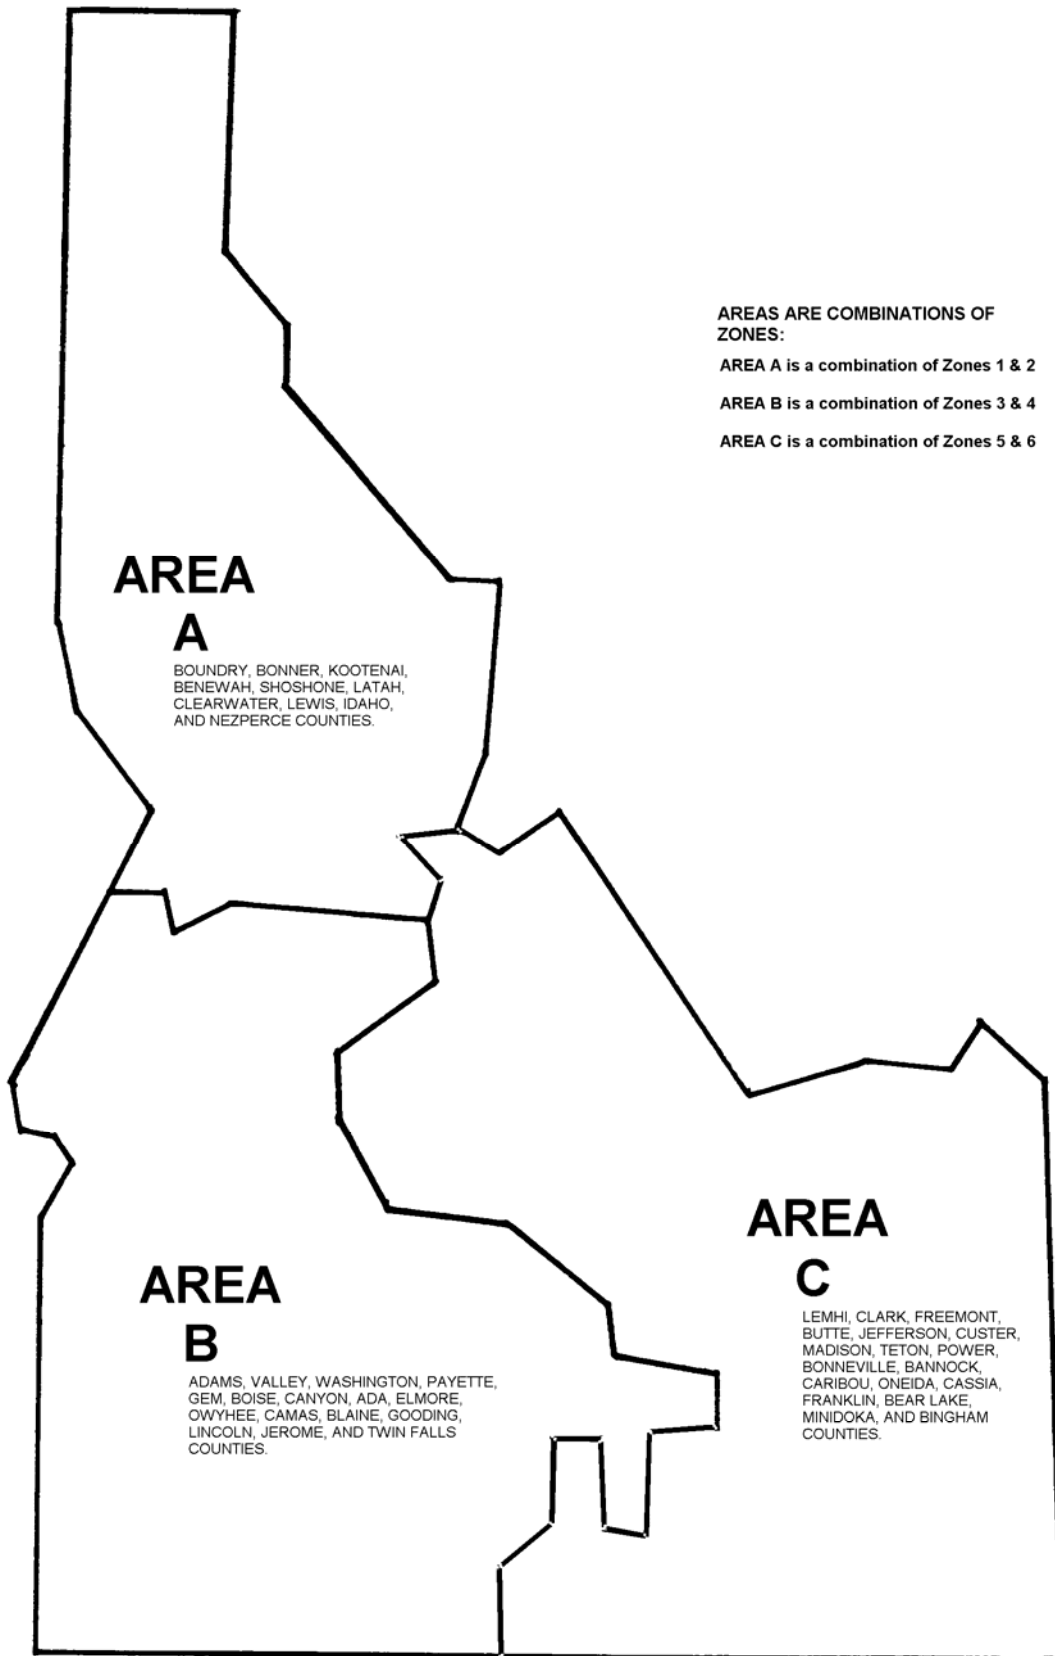 AREAS ARE COMBINATIONS OF
ZONES:
AREA A is a combination of Zones 1 & 2
AREA B is a combination of Zones 3 & 4
AREA C is a combination of Zones 5 & 6
AREA
A
BOUNDRY, BONNER, KOOTENAI,
BENEWAH, SHOSHONE, LATAH,
CLEARWATER, LEWIS, IDAHO,
AND NEZPERCE COUNTIES.
AREA
B
ADAMS, VALLEY, WASHINGTON, PAYETTE,
GEM, BOISE, CANYON, ADA, ELMORE,
OWYHEE, CAMAS, BLAINE, GOODING,
LINCOLN, JEROME, AND TWIN FALLS
COUNTIES.
AREA
C
LEMHI, CLARK, FREEMONT,
BUTTE, JEFFERSON, CUSTER,
MADISON, TETON, POWER,
BONNEVILLE, BANNOCK,
CARIBOU, ONEIDA, CASSIA,
FRANKLIN, BEAR LAKE,
MINIDOKA, AND BINGHAM
COUNTIES.